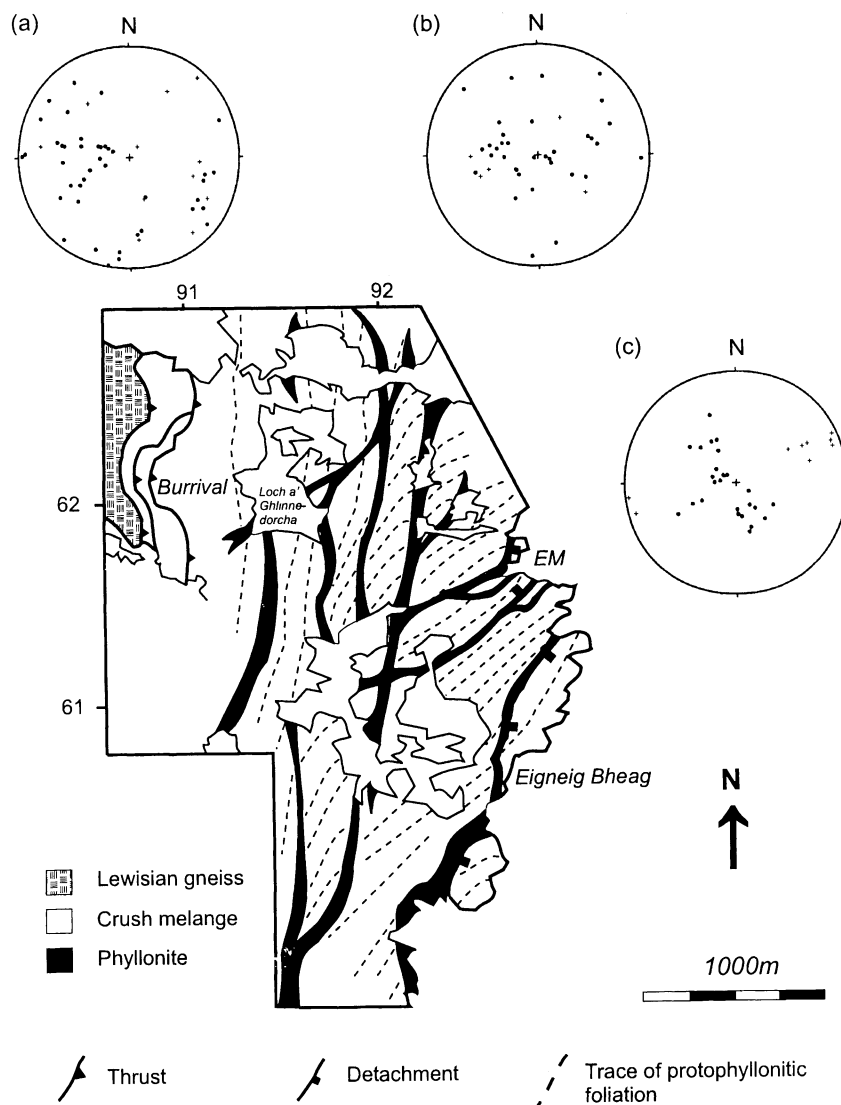 (a)
N
(b)
N
91
92
(c)
N
Burrival
Loch a'
Ghlinne-
dorcha
62
EM
61
Eigneig Bheag
N
Lewisian gneiss
Crush melange
Phyllonite
1000m
Thrust
Detachment
Trace of protophyllonitic
foliation